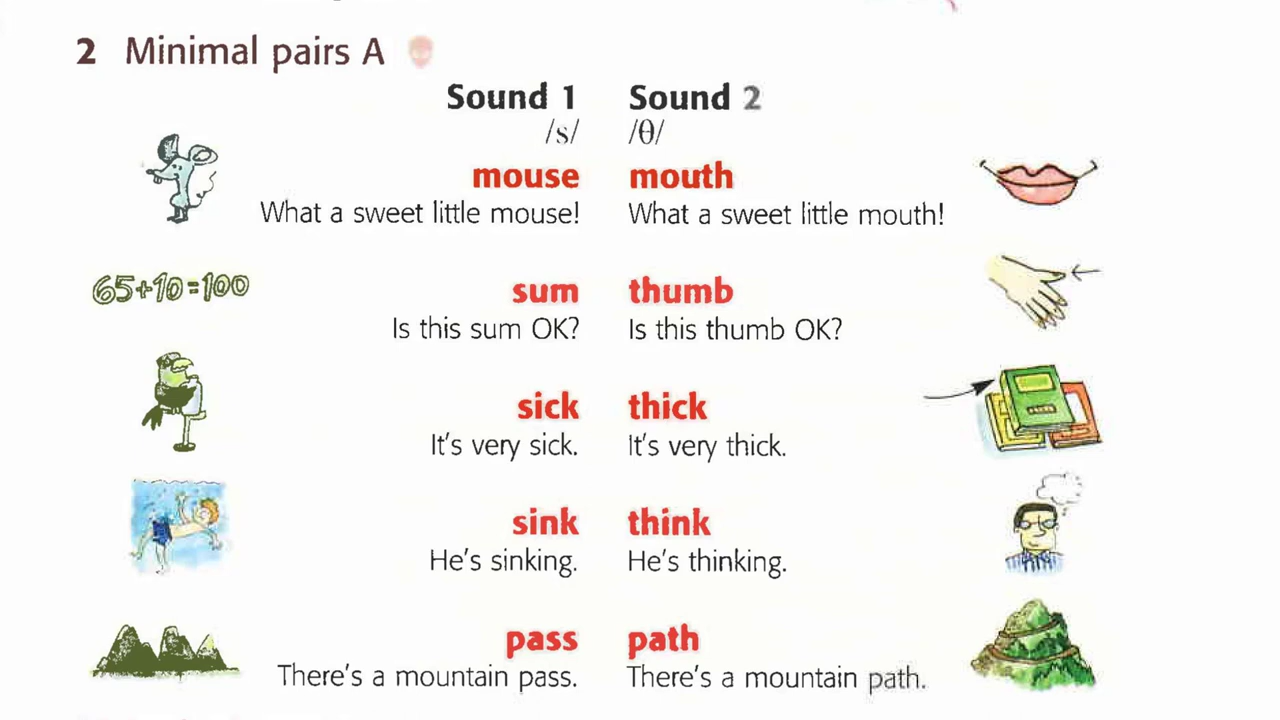 2 Minimal pairs A
Sound 1 Sound 2
/s/ /θ/
mouse mouth
What a sweet little mouse! What a sweet little mouth!
65+10=100
sum thumb
Is this sum OK? Is this thumb OK?
sick thick
It's very sick. It's very thick.
sink think
He's sinking. He's thinking.
pass path
There's a mountain pass. There's a mountain path.